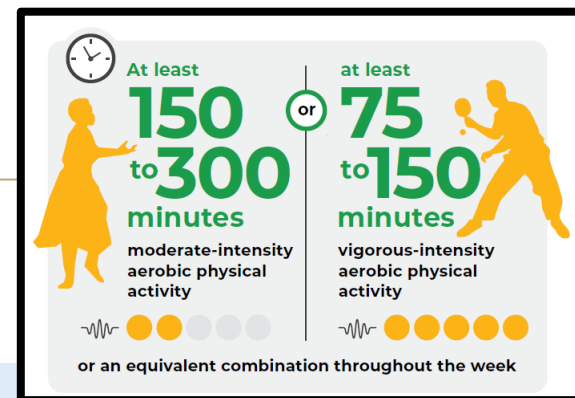 At least
150
to 300
minutes
moderate-intensity
aerobic physical
activity
or
at least
75
to 150
minutes
vigorous-intensity
aerobic physical
activity
or an equivalent combination throughout the week